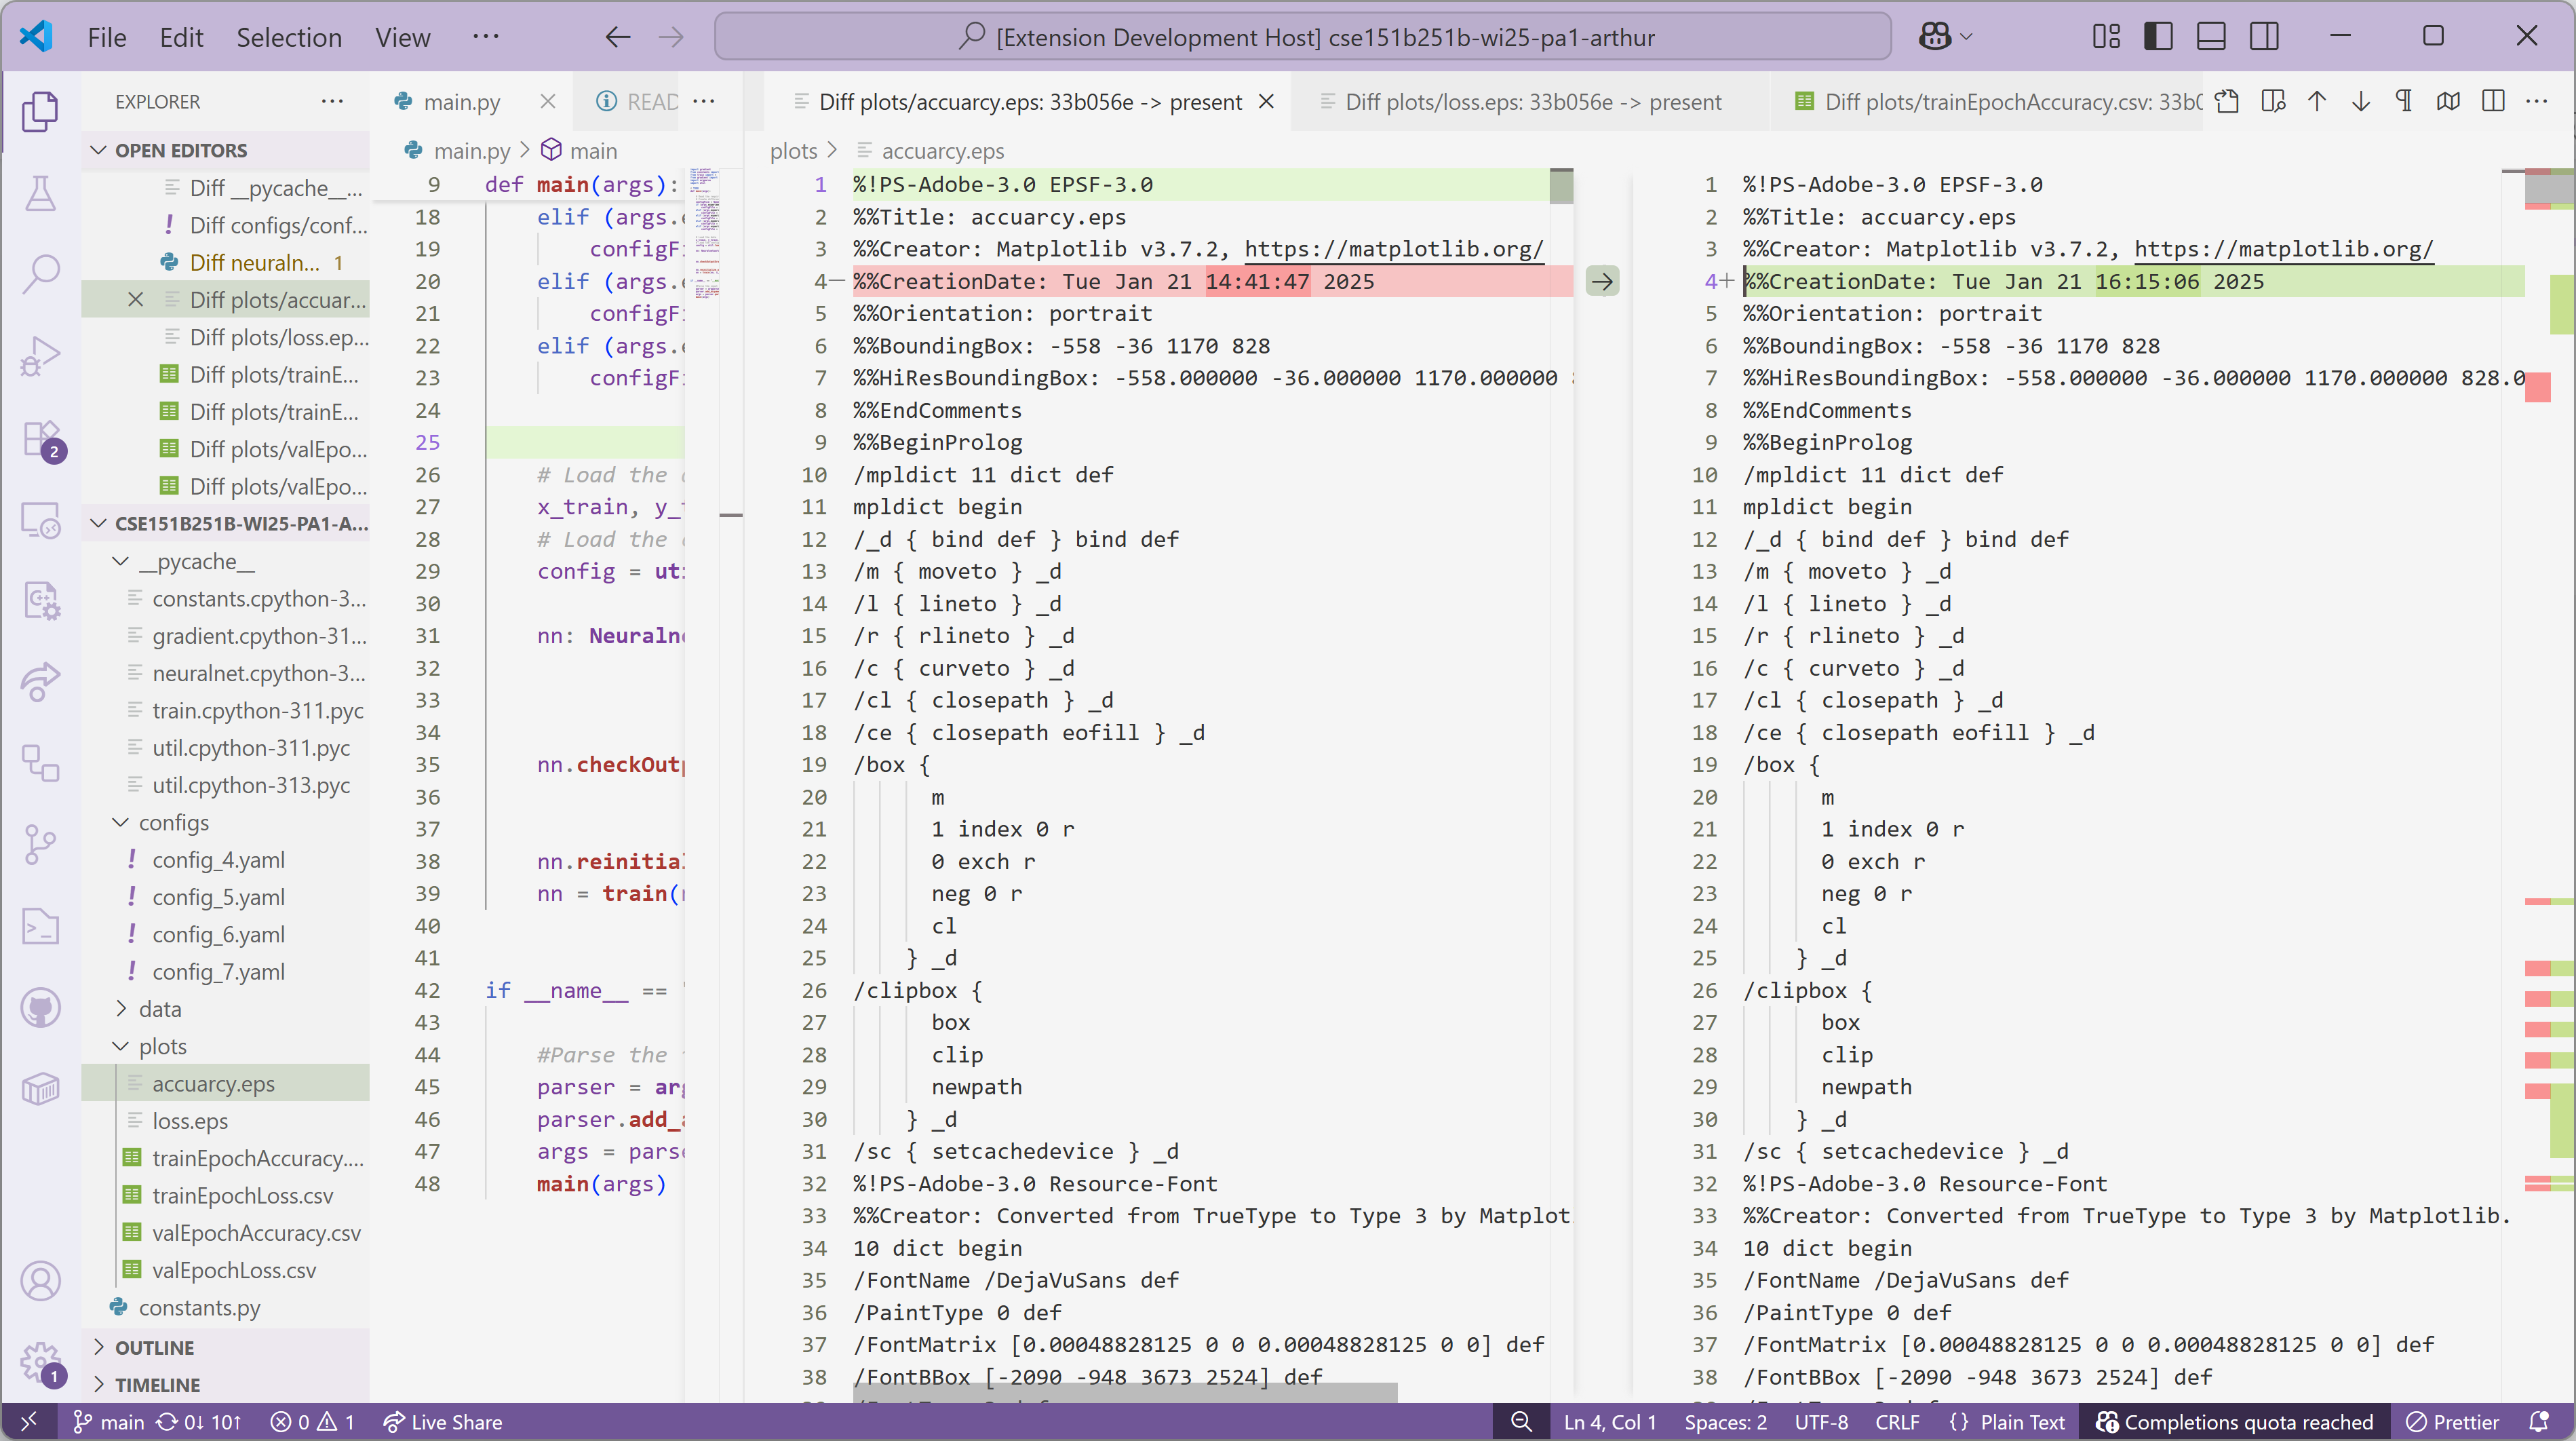 File Edit Selection View ··· [Extension Development Host] cse151b251b-wi25-pa1-arthur
EXPLORER
OPEN EDITORS
Diff __pycache__...
! Diff configs/conf...
Diff neuraln... 1
Diff plots/accuar...
Diff plots/loss.ep...
Diff plots/trainE...
Diff plots/trainE...
Diff plots/valEpo...
Diff plots/valEpo...
CSE151B251B-WI25-PA1-A...
__pycache__
constants.cpython-3...
gradient.cpython-31...
neuralnet.cpython-3...
train.cpython-311.pyc
util.cpython-311.pyc
util.cpython-313.pyc
configs
! config_4.yaml
! config_5.yaml
! config_6.yaml
! config_7.yaml
data
plots
accuarcy.eps
loss.eps
trainEpochAccuracy....
trainEpochLoss.csv
valEpochAccuracy.csv
valEpochLoss.csv
constants.py
OUTLINE
TIMELINE
2
1
main.py READ ···
main.py > main
9 def main(args):
18 elif (args.
19 configF
20 elif (args.
21 configF
22 elif (args.
23 configF
24
25
26 # Load the
27 x_train, y_
28 # Load the
29 config = ut
30
31 nn: Neuraln
32
33
34
35 nn.checkOut
36
37
38 nn.reinitia
39 nn = train(
40
41
42 if __name__ == '
43
44 #Parse the
45 parser = ar
46 parser.add_
47 args = pars
48 main(args)
Diff plots/accuarcy.eps: 33b056e -> present Diff plots/loss.eps: 33b056e -> present Diff plots/trainEpochAccuracy.csv: 33b0
plots > accuarcy.eps
1 %!PS-Adobe-3.0 EPSF-3.0
2 %%Title: accuarcy.eps
3 %%Creator: Matplotlib v3.7.2, https://matplotlib.org/
4— %%CreationDate: Tue Jan 21 14:41:47 2025
5 %%Orientation: portrait
6 %%BoundingBox: -558 -36 1170 828
7 %%HiResBoundingBox: -558.000000 -36.000000 1170.000000
8 %%EndComments
9 %%BeginProlog
10 /mpldict 11 dict def
11 mpldict begin
12 /_d { bind def } bind def
13 /m { moveto } _d
14 /l { lineto } _d
15 /r { rlineto } _d
16 /c { curveto } _d
17 /cl { closepath } _d
18 /ce { closepath eofill } _d
19 /box {
20 m
21 1 index 0 r
22 0 exch r
23 neg 0 r
24 cl
25 } _d
26 /clipbox {
27 box
28 clip
29 newpath
30 } _d
31 /sc { setcachedevice } _d
32 %!PS-Adobe-3.0 Resource-Font
33 %%Creator: Converted from TrueType to Type 3 by Matplot
34 10 dict begin
35 /FontName /DejaVuSans def
36 /PaintType 0 def
37 /FontMatrix [0.00048828125 0 0 0.00048828125 0 0] def
38 /FontBBox [-2090 -948 3673 2524] def
1 %!PS-Adobe-3.0 EPSF-3.0
2 %%Title: accuarcy.eps
3 %%Creator: Matplotlib v3.7.2, https://matplotlib.org/
4+ %%CreationDate: Tue Jan 21 16:15:06 2025
5 %%Orientation: portrait
6 %%BoundingBox: -558 -36 1170 828
7 %%HiResBoundingBox: -558.000000 -36.000000 1170.000000 828.0
8 %%EndComments
9 %%BeginProlog
10 /mpldict 11 dict def
11 mpldict begin
12 /_d { bind def } bind def
13 /m { moveto } _d
14 /l { lineto } _d
15 /r { rlineto } _d
16 /c { curveto } _d
17 /cl { closepath } _d
18 /ce { closepath eofill } _d
19 /box {
20 m
21 1 index 0 r
22 0 exch r
23 neg 0 r
24 cl
25 } _d
26 /clipbox {
27 box
28 clip
29 newpath
30 } _d
31 /sc { setcachedevice } _d
32 %!PS-Adobe-3.0 Resource-Font
33 %%Creator: Converted from TrueType to Type 3 by Matplotlib.
34 10 dict begin
35 /FontName /DejaVuSans def
36 /PaintType 0 def
37 /FontMatrix [0.00048828125 0 0 0.00048828125 0 0] def
38 /FontBBox [-2090 -948 3673 2524] def
main 0↓ 10↑ 0 1 Live Share Ln 4, Col 1 Spaces: 2 UTF-8 CRLF {} Plain Text Completions quota reached Prettier